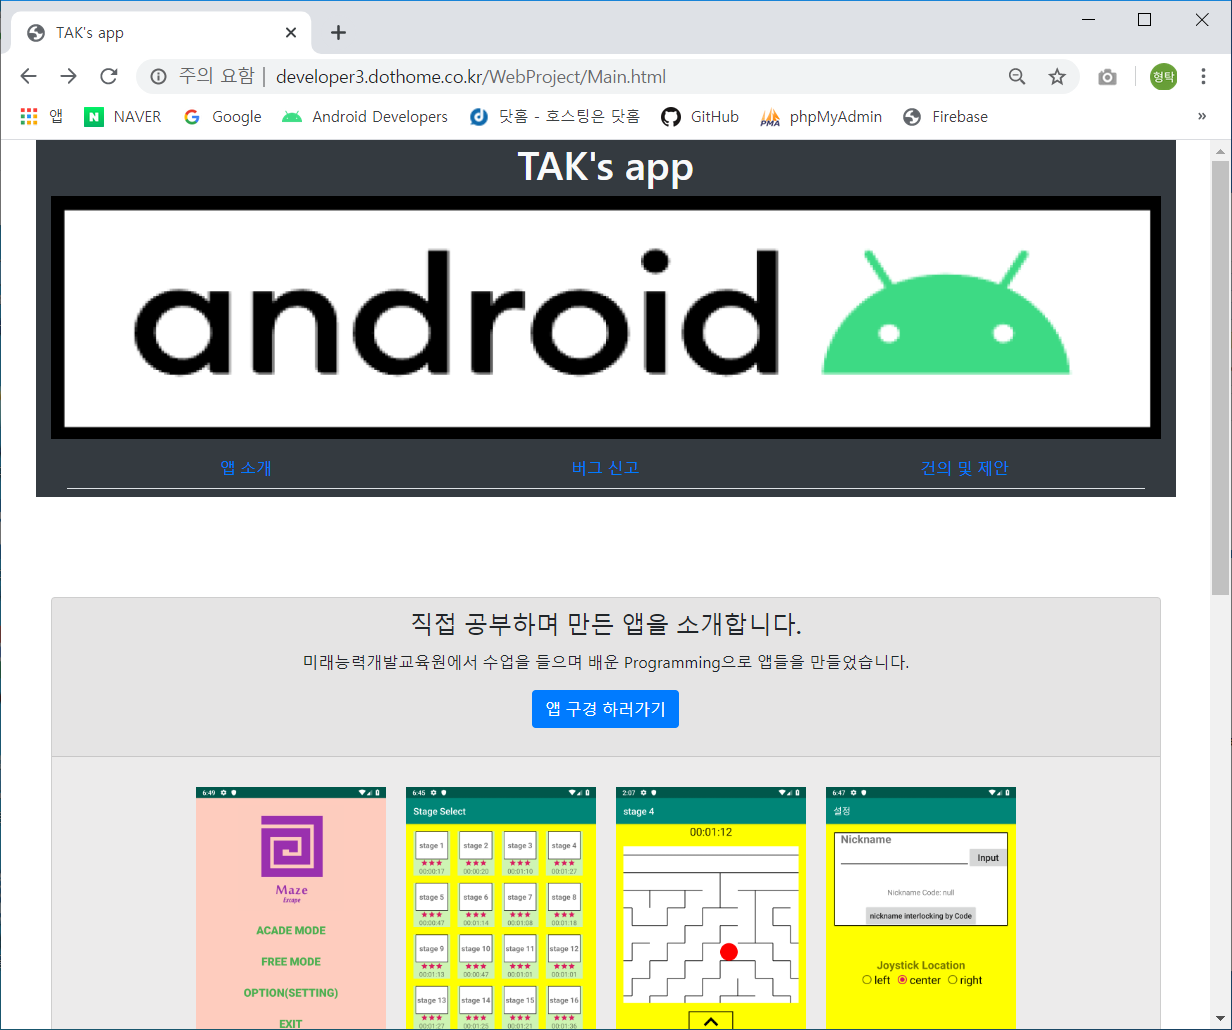 TAK's app
주의 요함 | developer3.dothome.co.kr/WebProject/Main.html
형탁
앱 NAVER Google Android Developers 닷홈 - 호스팅은 닷홈 GitHub PMA phpMyAdmin Firebase »
TAK's app
android
앱 소개 버그 신고 건의 및 제안
직접 공부하며 만든 앱을 소개합니다.
미래능력개발교육원에서 수업을 들으며 배운 Programming으로 앱들을 만들었습니다.
앱 구경 하러가기
6:49
Maze
Escape
ACADE MODE
FREE MODE
OPTION(SETTING)
EXIT
6:45
Stage Select
stage 1 stage 2 stage 3 stage 4
00:00:17 00:00:20 00:01:10 00:01:27
stage 5 stage 6 stage 7 stage 8
00:00:47 00:01:14 00:01:08 00:01:18
stage 9 stage 10 stage 11 stage 12
00:01:13 00:00:47 00:01:01 00:01:01
stage 13 stage 14 stage 15 stage 16
00:01:27 00:01:25 00:01:21 00:01:36
2:07
stage 4
00:01:12
6:47
설정
Nickname
Input
Nickname Code: null
nickname interlocking by Code
Joystick Location
left center right